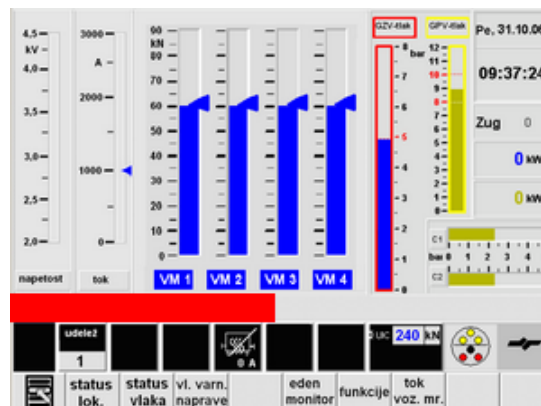 GZV-tlak GPV-tlak Pe, 31.10.06
4,5 3000 90 8 bar 12
kV kN 11
A 80 7 10
4,0 70 9 09:37:24
2000 60 6 8
3,5 7
50 5 6 Zug 0
40 4 5
3,0 1000 4
30 3 3 0 kW
2
2,5 20 2 1 0 kW
10 0
2,0 0 0 1 C1
bar 0 1 2 3 4
napetost tok VM 1 VM 2 VM 3 VM 4 0 C2
udelež
1 0 A UIC 240 kN
status status vl. varn. eden funkcije tok
lok. vlaka naprave monitor voz. mr.